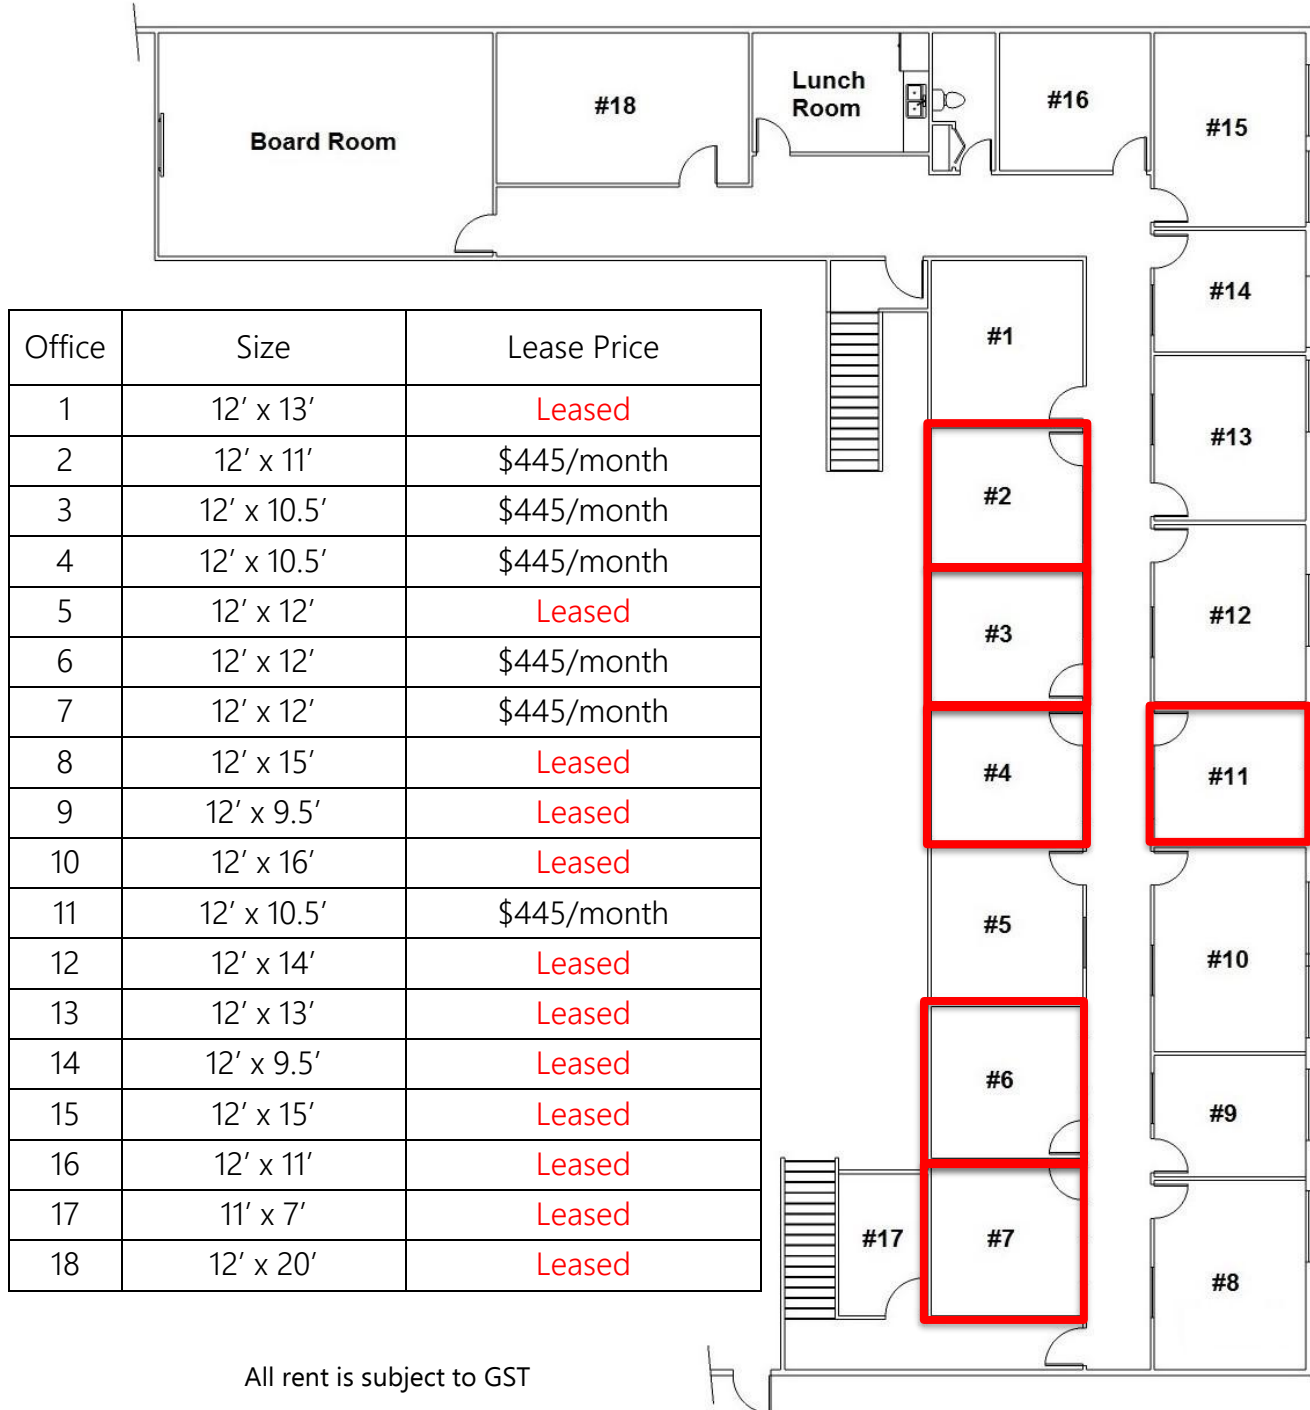 Board Room
#18
Lunch
Room
#16
#15
#14
#1
#13
#2
#12
#3
#4
#11
#5
#10
#6
#9
#17
#7
#8
Office Size Lease Price
1 12′ x 13′ Leased
2 12′ x 11′ $445/month
3 12′ x 10.5′ $445/month
4 12′ x 10.5′ $445/month
5 12′ x 12′ Leased
6 12′ x 12′ $445/month
7 12′ x 12′ $445/month
8 12′ x 15′ Leased
9 12′ x 9.5′ Leased
10 12′ x 16′ Leased
11 12′ x 10.5′ $445/month
12 12′ x 14′ Leased
13 12′ x 13′ Leased
14 12′ x 9.5′ Leased
15 12′ x 15′ Leased
16 12′ x 11′ Leased
17 11′ x 7′ Leased
18 12′ x 20′ Leased
All rent is subject to GST